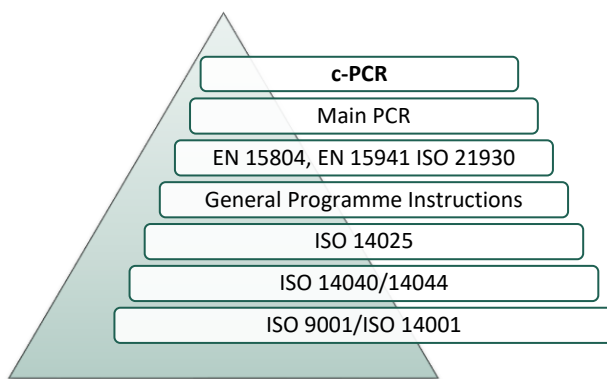 c-PCR
Main PCR
EN 15804, EN 15941 ISO 21930
General Programme Instructions
ISO 14025
ISO 14040/14044
ISO 9001/ISO 14001